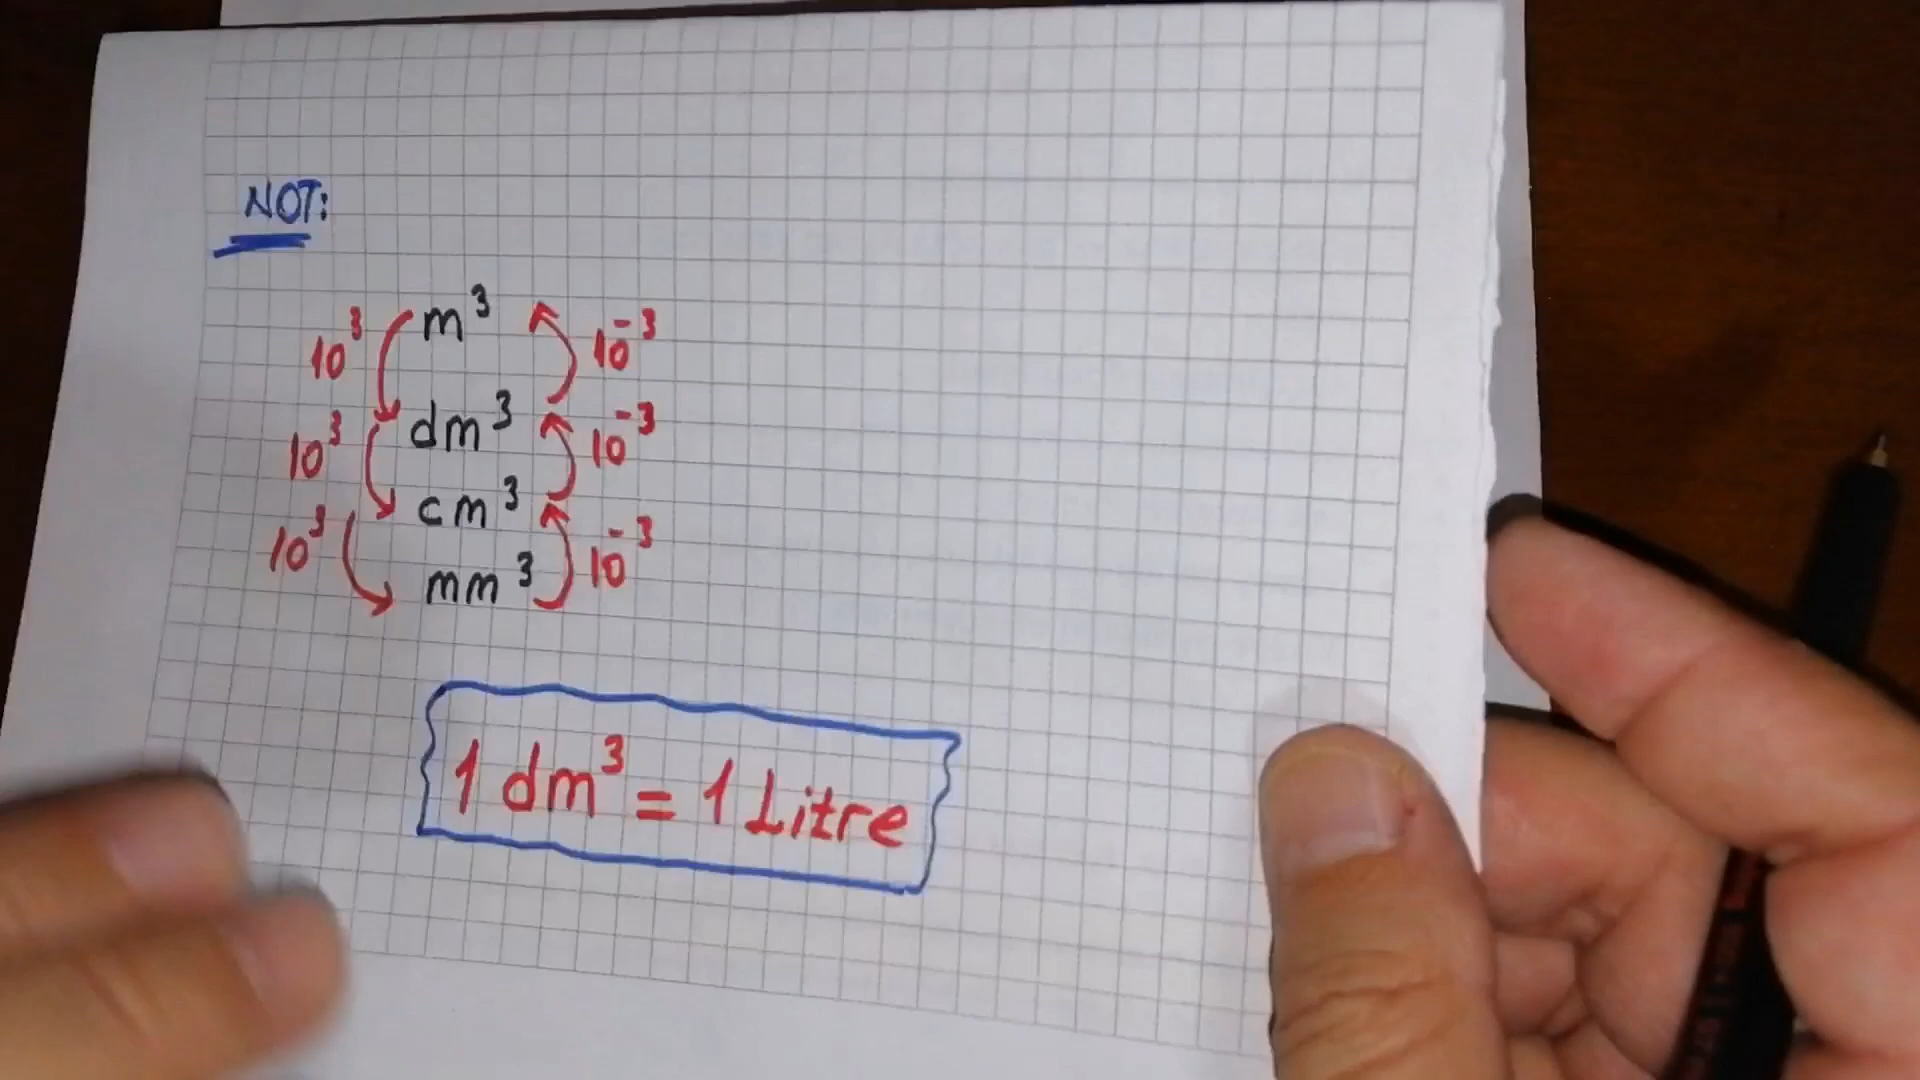 NOT:
10³ m³ 10⁻³
10³ dm³ 10⁻³
10³ cm³ 10⁻³
mm³
1 dm³ = 1 Litre